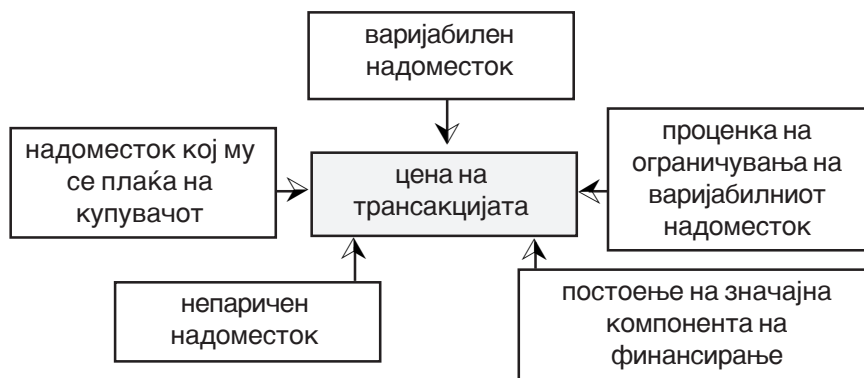 варијабилен
надоместок
надоместок кој му
се плаќа на
купувачот
цена на
трансакцијата
проценка на
ограничувања на
варијабилниот
надоместок
непаричен
надоместок
постоење на значајна
компонента на
финансирање